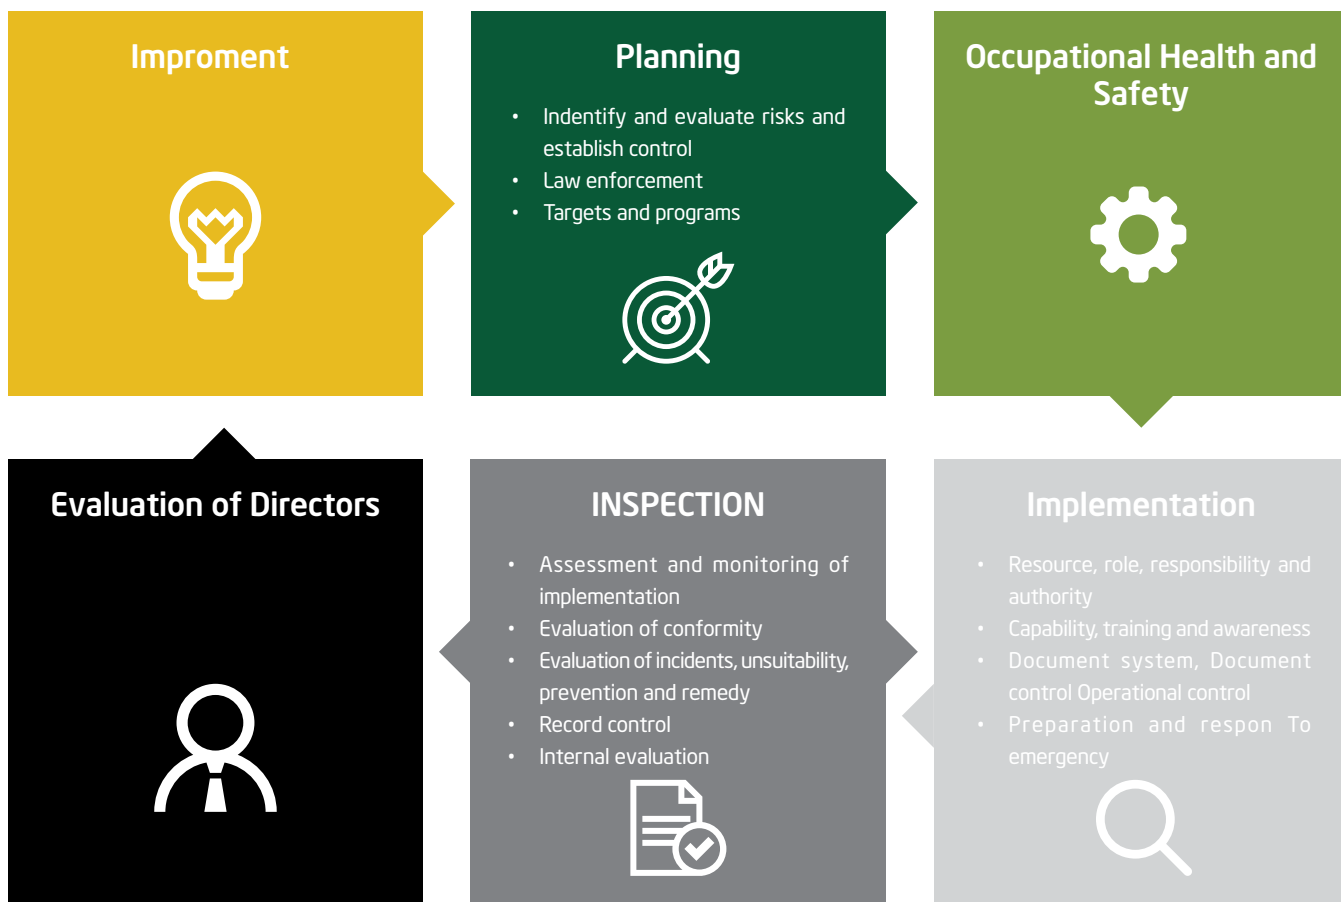 Improment
Planning
• Indentify and evaluate risks and
establish control
• Law enforcement
• Targets and programs
Occupational Health and
Safety
Evaluation of Directors
INSPECTION
• Assessment and monitoring of
implementation
• Evaluation of conformity
• Evaluation of incidents, unsuitability,
prevention and remedy
• Record control
• Internal evaluation
Implementation
• Resource, role, responsibility and
authority
• Capability, training and awareness
• Document system, Document
control Operational control
• Preparation and respon To
emergency